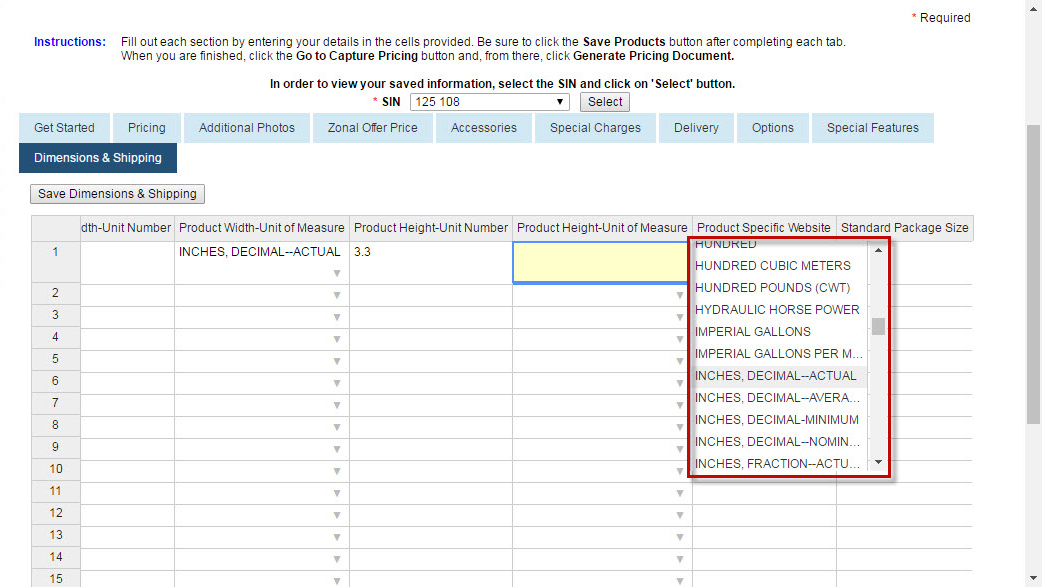 * Required
Instructions: Fill out each section by entering your details in the cells provided. Be sure to click the Save Products button after completing each tab.
When you are finished, click the Go to Capture Pricing button and, from there, click Generate Pricing Document.
In order to view your saved information, select the SIN and click on 'Select' button.
* SIN 125 108 Select
Get Started Pricing Additional Photos Zonal Offer Price Accessories Special Charges Delivery Options Special Features
Dimensions & Shipping
Save Dimensions & Shipping
dth-Unit Number Product Width-Unit of Measure Product Height-Unit Number Product Height-Unit of Measure Product Specific Website Standard Package Size
1 INCHES, DECIMAL--ACTUAL 3.3
HUNDRED
HUNDRED CUBIC METERS
HUNDRED POUNDS (CWT)
HYDRAULIC HORSE POWER
IMPERIAL GALLONS
IMPERIAL GALLONS PER M...
INCHES, DECIMAL--ACTUAL
INCHES, DECIMAL--AVERA...
INCHES, DECIMAL-MINIMUM
INCHES, DECIMAL--NOMIN...
INCHES, FRACTION--ACTU...
2
3
4
5
6
7
8
9
10
11
12
13
14
15